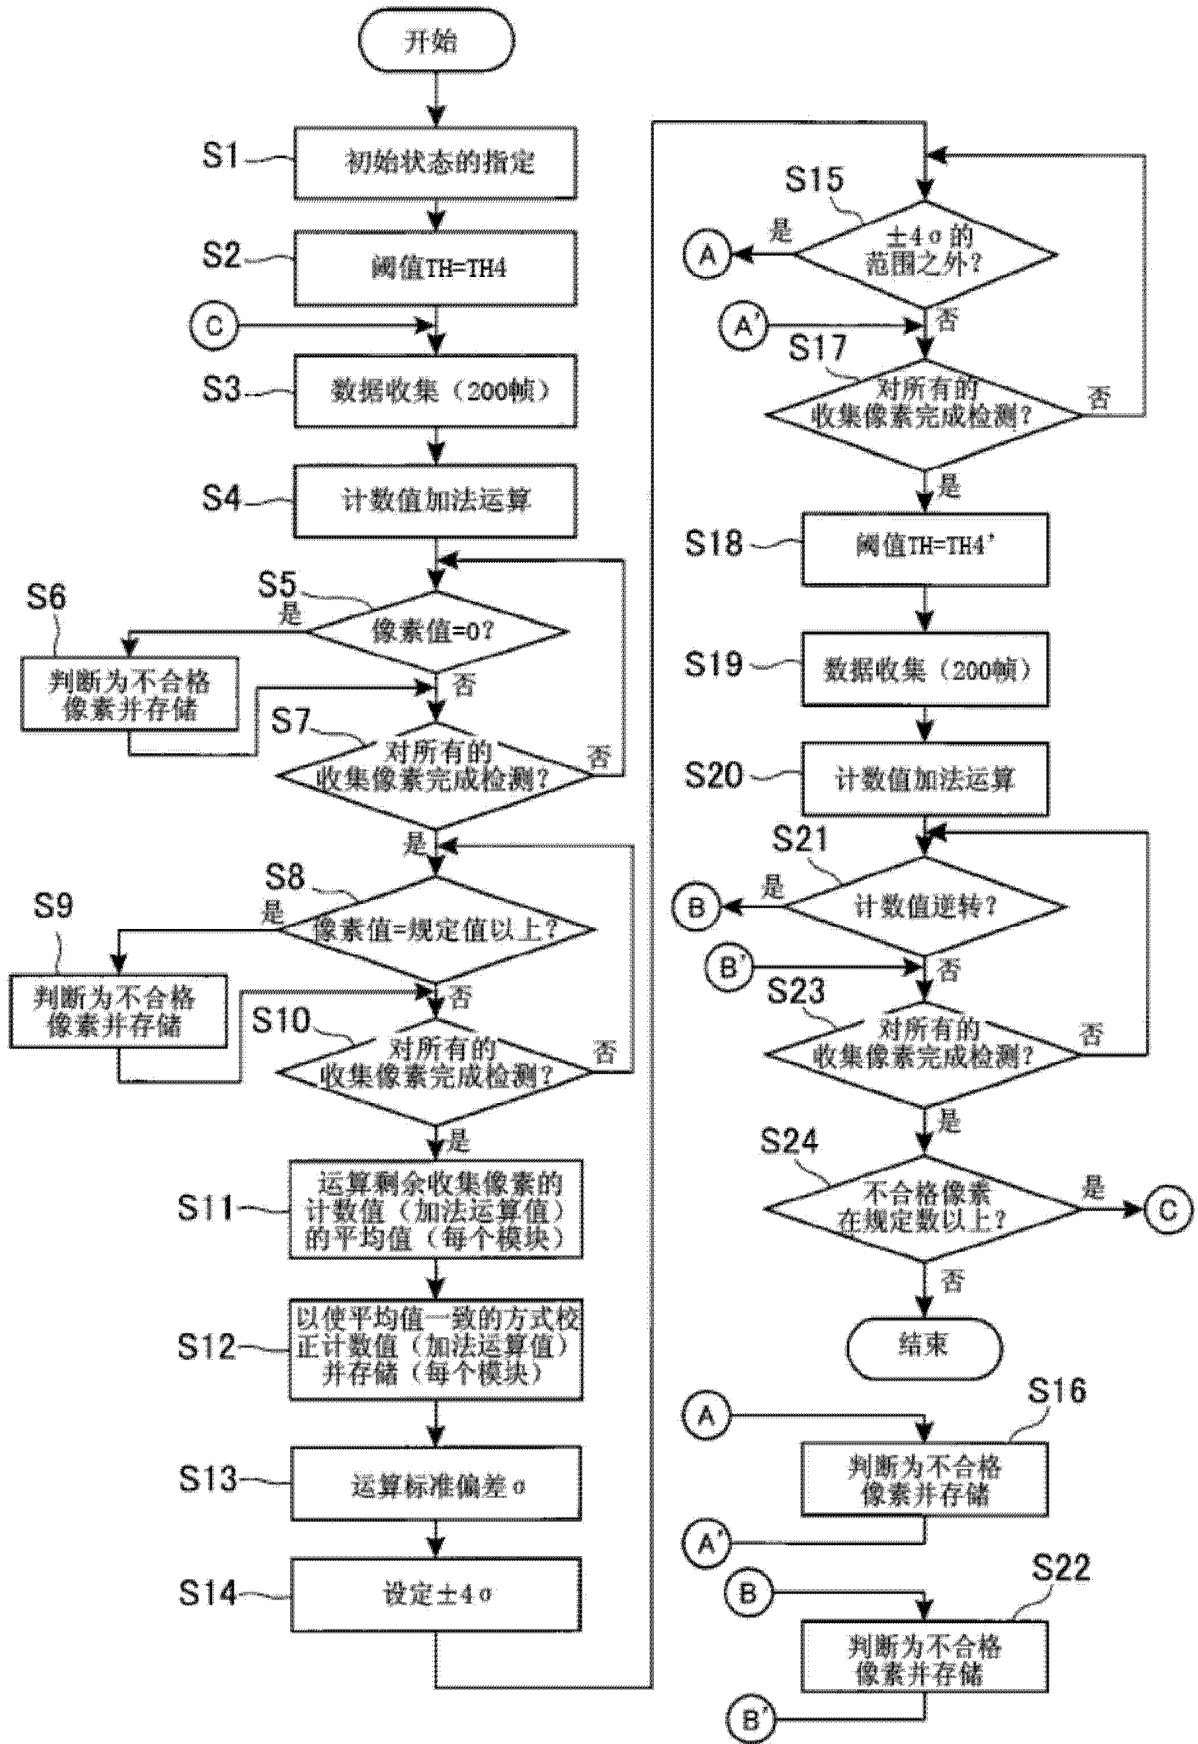 开始
S1
初始状态的指定
S2
阈值TH=TH4
C
S3
数据收集（200帧）
S4
计数值加法运算
S5
是
像素值=0？
否
S6
判断为不合格
像素并存储
S7
对所有的
收集像素完成检测？
否
是
S8
是
像素值=规定值以上？
否
S9
判断为不合格
像素并存储
S10
对所有的
收集像素完成检测？
否
是
S11
运算剩余收集像素的
计数值（加法运算值）
的平均值（每个模块）
S12
以使平均值一致的方式校
正计数值（加法运算值）
并存储（每个模块）
S13
运算标准偏差σ
S14
设定±4σ
S15
是
±4σ的
范围之外？
否
A
A'
S17
对所有的
收集像素完成检测？
否
是
S18
阈值TH=TH4'
S19
数据收集（200帧）
S20
计数值加法运算
S21
是
计数值逆转？
否
B
B'
S23
对所有的
收集像素完成检测？
否
是
S24
不合格像素
在规定数以上？
是
C
否
结束
A
S16
判断为不合格
像素并存储
A'
B
S22
判断为不合格
像素并存储
B'